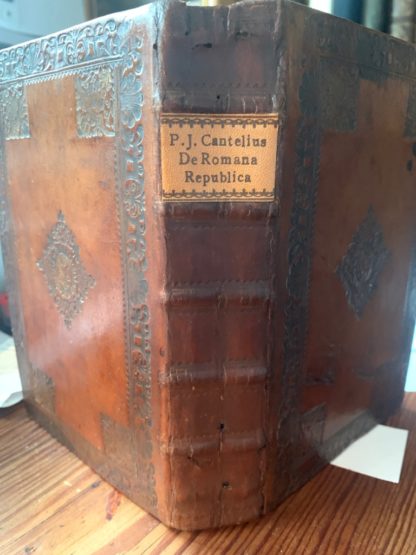 P.J. Cantelius
De Romana
Republica